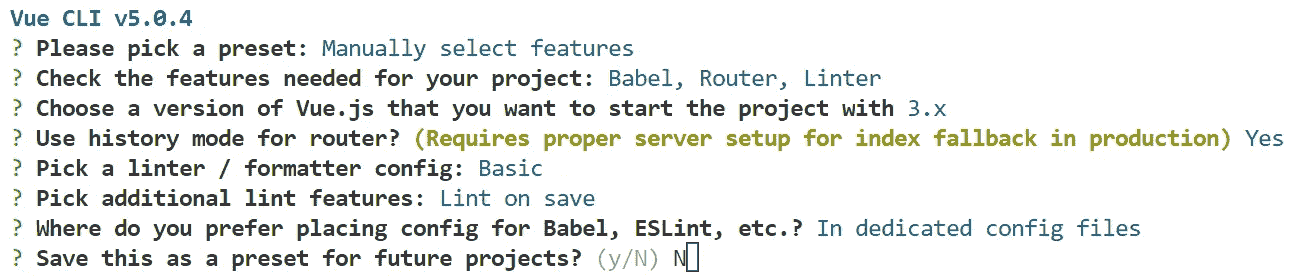 Vue CLI v5.0.4
? Please pick a preset: Manually select features
? Check the features needed for your project: Babel, Router, Linter
? Choose a version of Vue.js that you want to start the project with 3.x
? Use history mode for router? (Requires proper server setup for index fallback in production) Yes
? Pick a linter / formatter config: Basic
? Pick additional lint features: Lint on save
? Where do you prefer placing config for Babel, ESLint, etc.? In dedicated config files
? Save this as a preset for future projects? (y/N) N